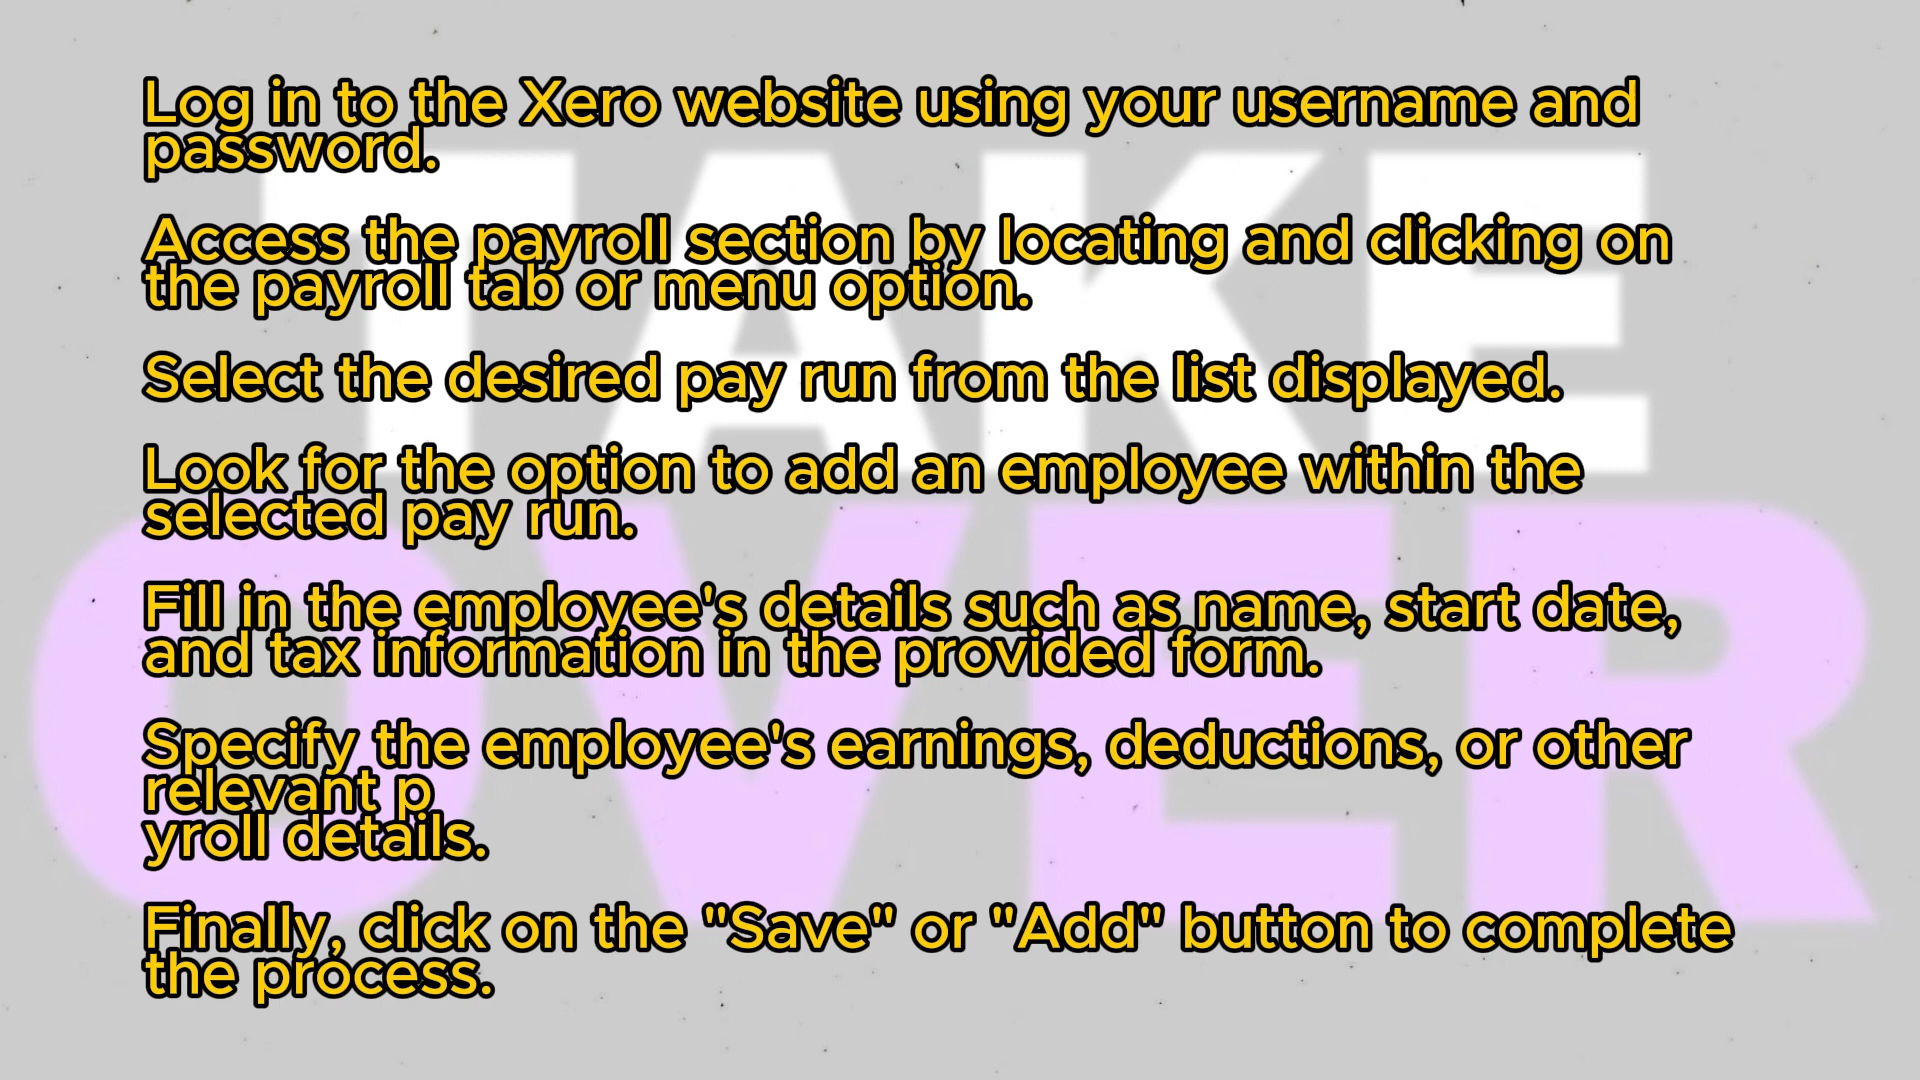 Log in to the Xero website using your username and
password.
Access the payroll section by locating and clicking on
the payroll tab or menu option.
Select the desired pay run from the list displayed.
Look for the option to add an employee within the
selected pay run.
Fill in the employee's details such as name, start date,
and tax information in the provided form.
Specify the employee's earnings, deductions, or other
relevant p
yroll details.
Finally, click on the "Save" or "Add" button to complete
the process.
TAKE
OVER